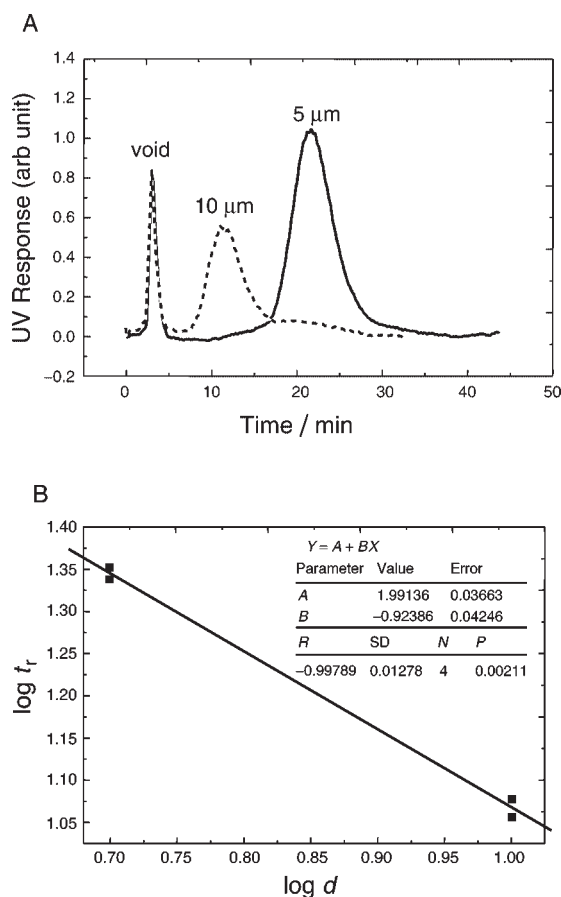 A
1.4
1.2
1.0
0.8
0.6
0.4
0.2
0.0
−0.2
UV Response (arb unit)
void
10 μm
5 μm
0 10 20 30 40 50
Time / min
B
1.40
1.35
1.30
1.25
1.20
1.15
1.10
1.05
log tr
Y = A + BX
Parameter Value Error
A 1.99136 0.03663
B −0.92386 0.04246
R SD N P
−0.99789 0.01278 4 0.00211
0.70 0.75 0.80 0.85 0.90 0.95 1.00
log d